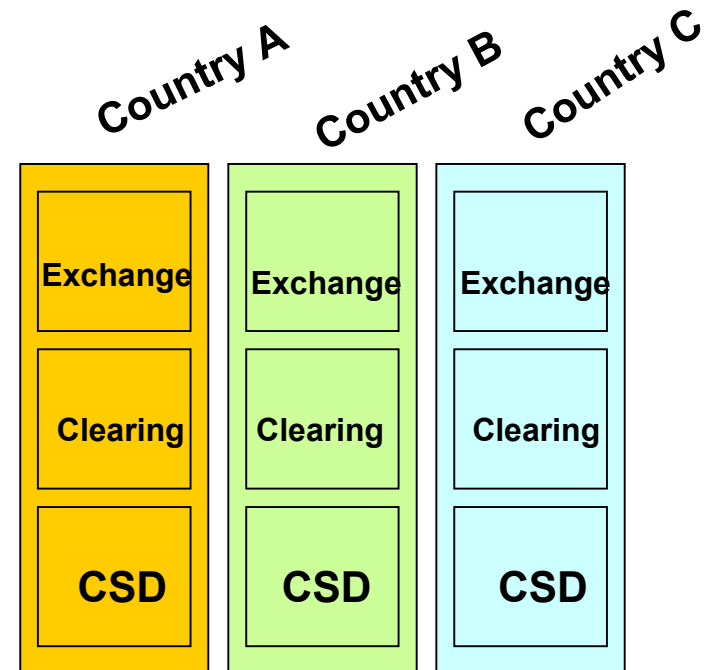 Country A
Country B
Country C
Exchange
Exchange
Exchange
Clearing
Clearing
Clearing
CSD
CSD
CSD